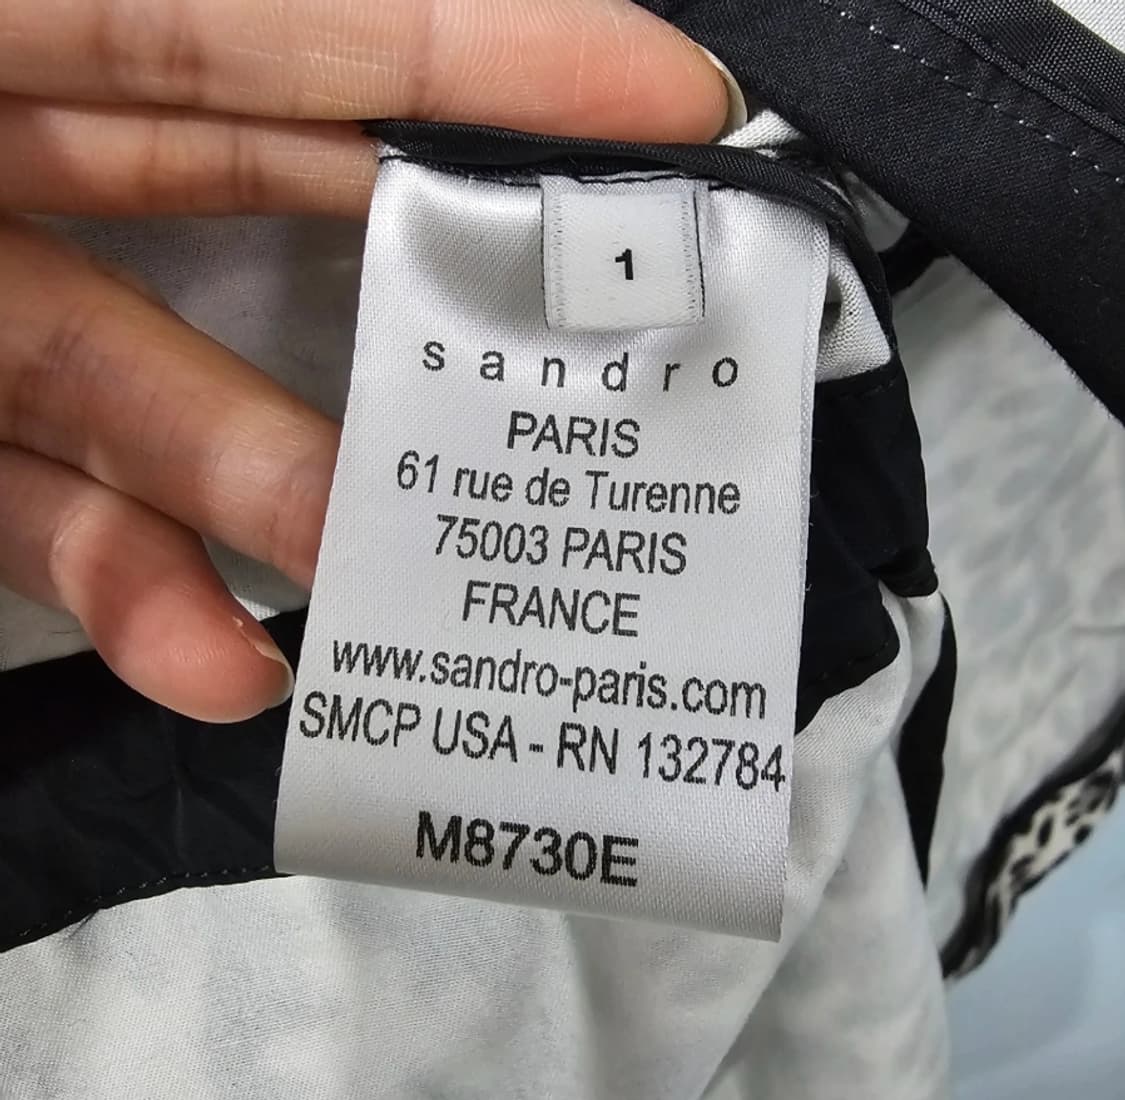 1
sandro
PARIS
61 rue de Turenne
75003 PARIS
FRANCE
www.sandro-paris.com
SMCP USA - RN 132784
M8730E